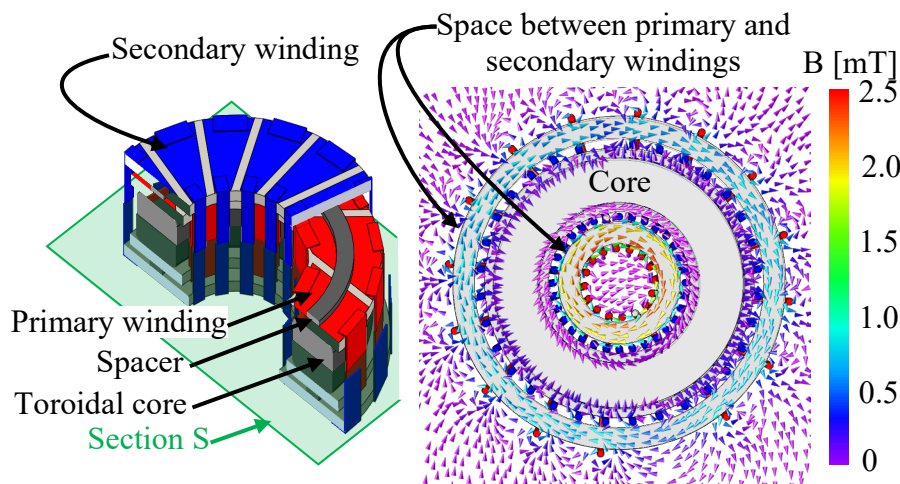 Secondary winding
Space between primary and
secondary windings
B [mT]
2.5
2.0
1.5
1.0
0.5
0
Core
Primary winding
Spacer
Toroidal core
Section S